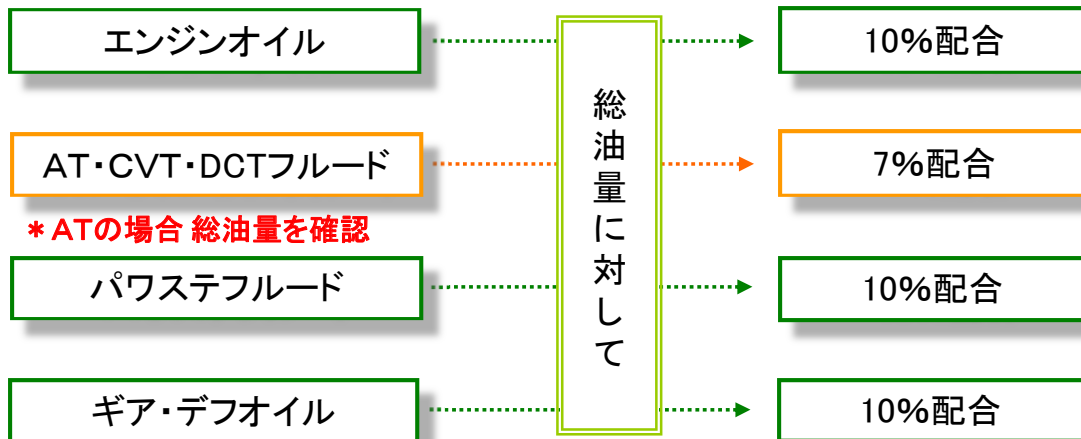 エンジンオイル
10%配合
AT・CVT・DCTフルード
7%配合
*ATの場合 総油量を確認
パワステフルード
10%配合
ギア・デフオイル
10%配合
総油量に対して